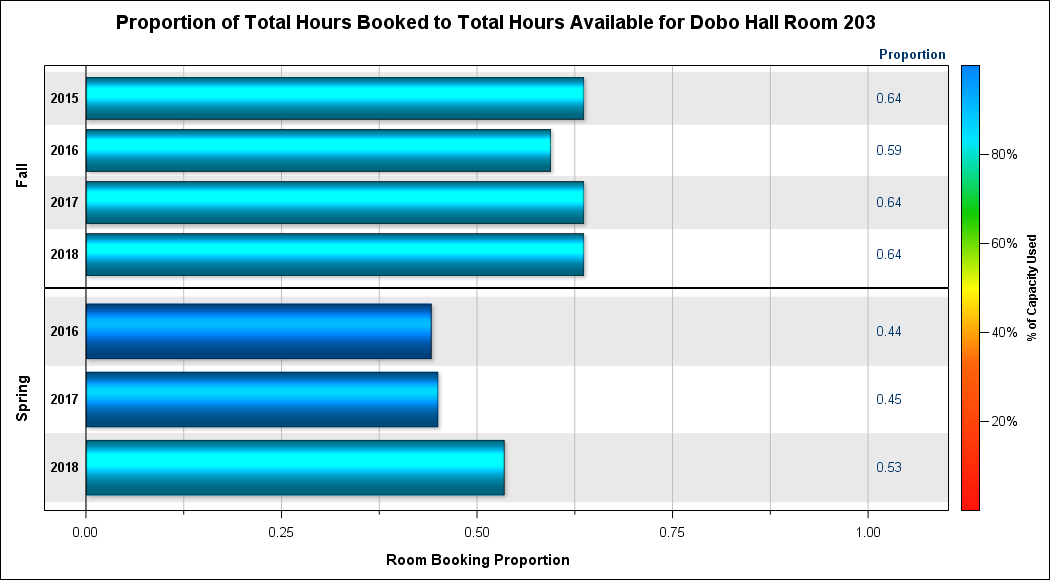 Proportion of Total Hours Booked to Total Hours Available for Dobo Hall Room 203
Proportion
Fall
2015 0.64
2016 0.59
2017 0.64
2018 0.64
Spring
2016 0.44
2017 0.45
2018 0.53
0.00 0.25 0.50 0.75 1.00
Room Booking Proportion
80%
60%
40%
20%
% of Capacity Used